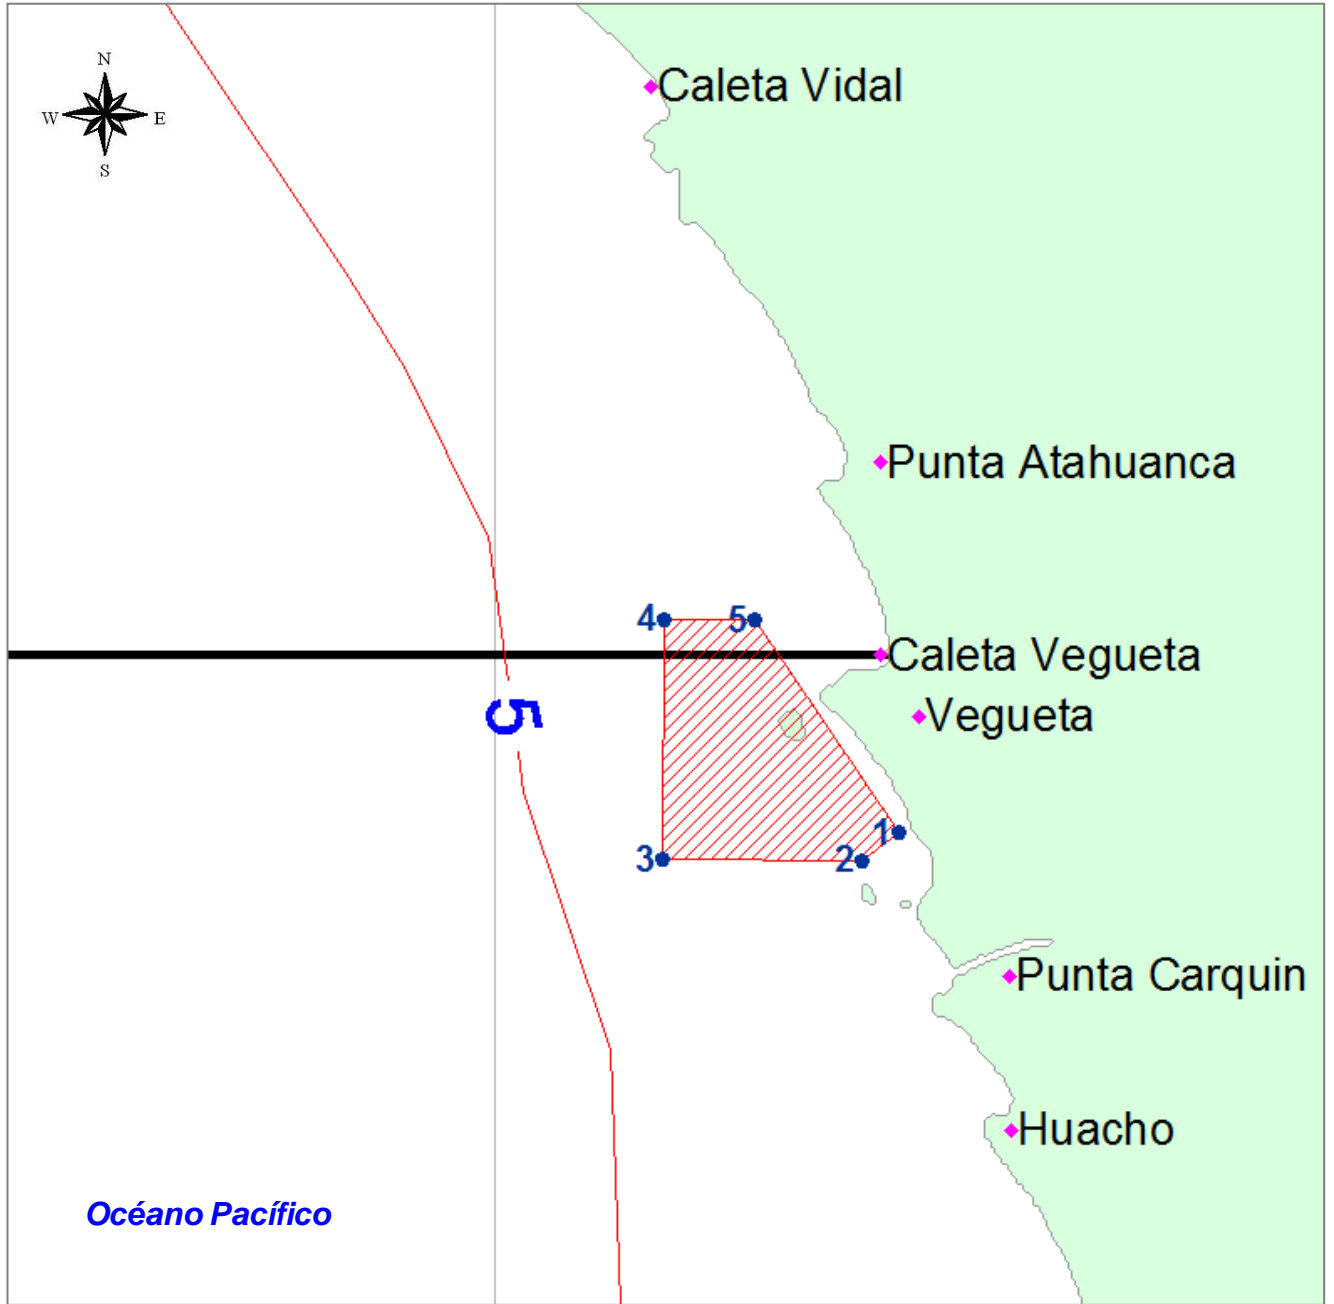 N
W E
S
Caleta Vidal
Punta Atahuanca
4 5
Caleta Vegueta
5
Vegueta
1
3 2
Punta Carquin
Huacho
Océano Pacífico